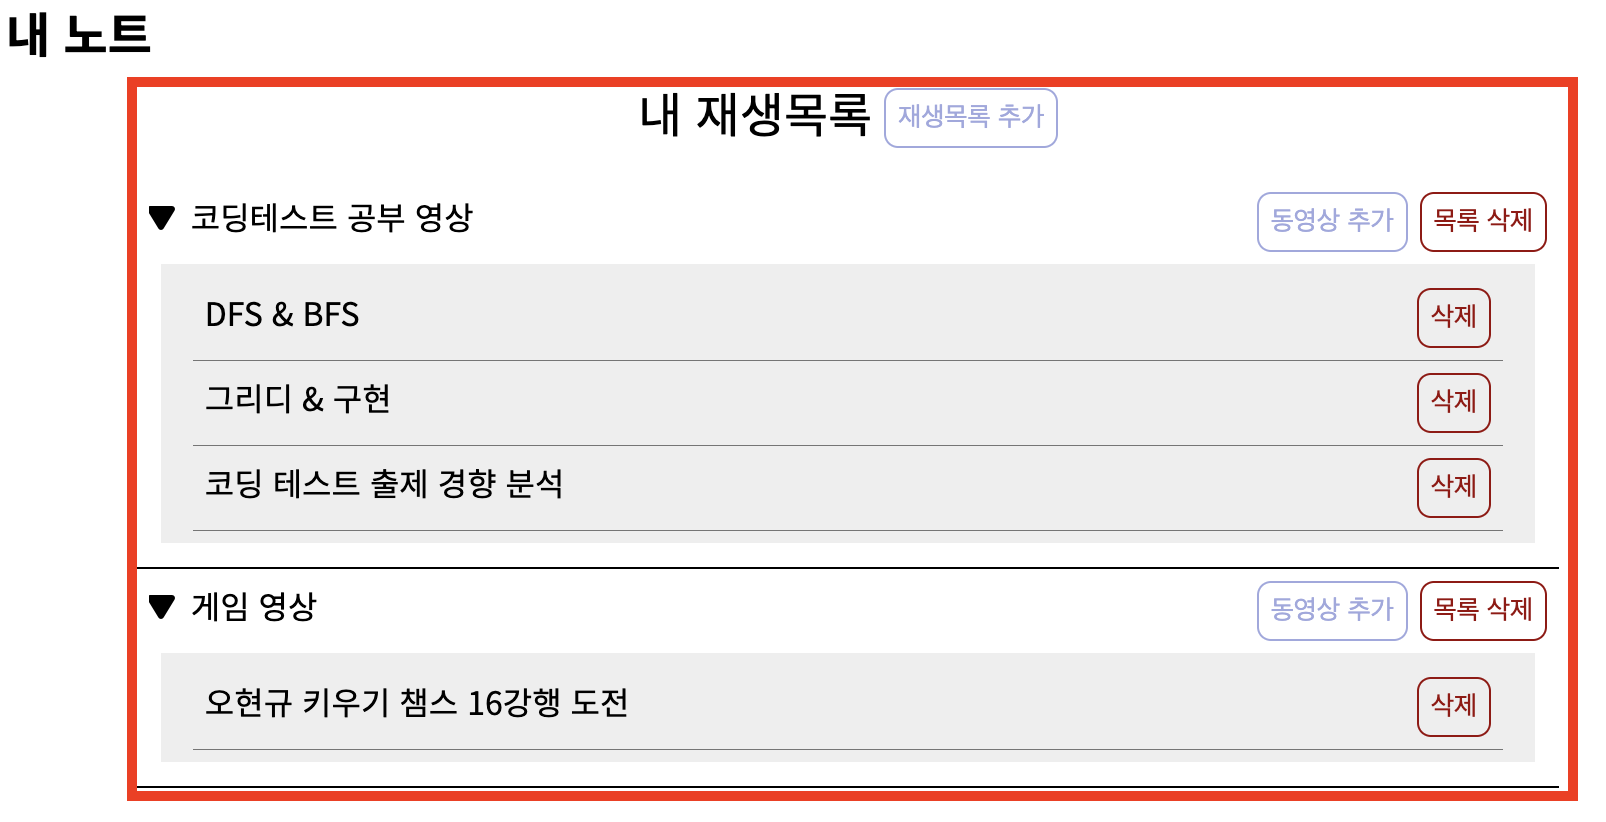 내 노트
내 재생목록 재생목록 추가
코딩테스트 공부 영상 동영상 추가 목록 삭제
DFS & BFS 삭제
그리디 & 구현 삭제
코딩 테스트 출제 경향 분석 삭제
게임 영상 동영상 추가 목록 삭제
오현규 키우기 챔스 16강행 도전 삭제